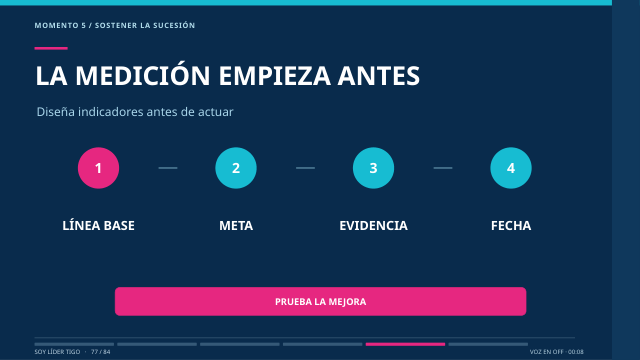 MOMENTO 5 / SOSTENER LA SUCESIÓN
LA MEDICIÓN EMPIEZA ANTES
Diseña indicadores antes de actuar
1 2 3 4
LÍNEA BASE META EVIDENCIA FECHA
PRUEBA LA MEJORA
SOY LÍDER TIGO · 77 / 84 VOZ EN OFF · 00:08